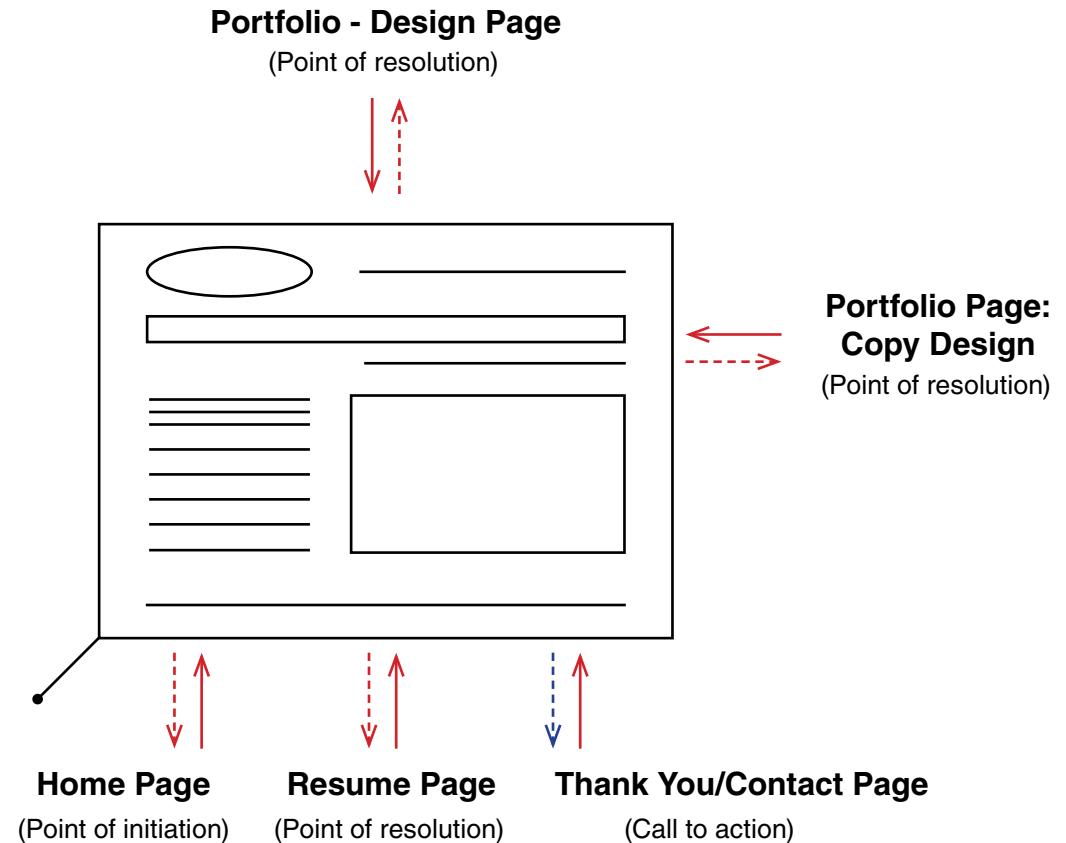 Portfolio - Design Page
(Point of resolution)
Portfolio Page:
Copy Design
(Point of resolution)
Home Page
(Point of initiation)
Resume Page
(Point of resolution)
Thank You/Contact Page
(Call to action)